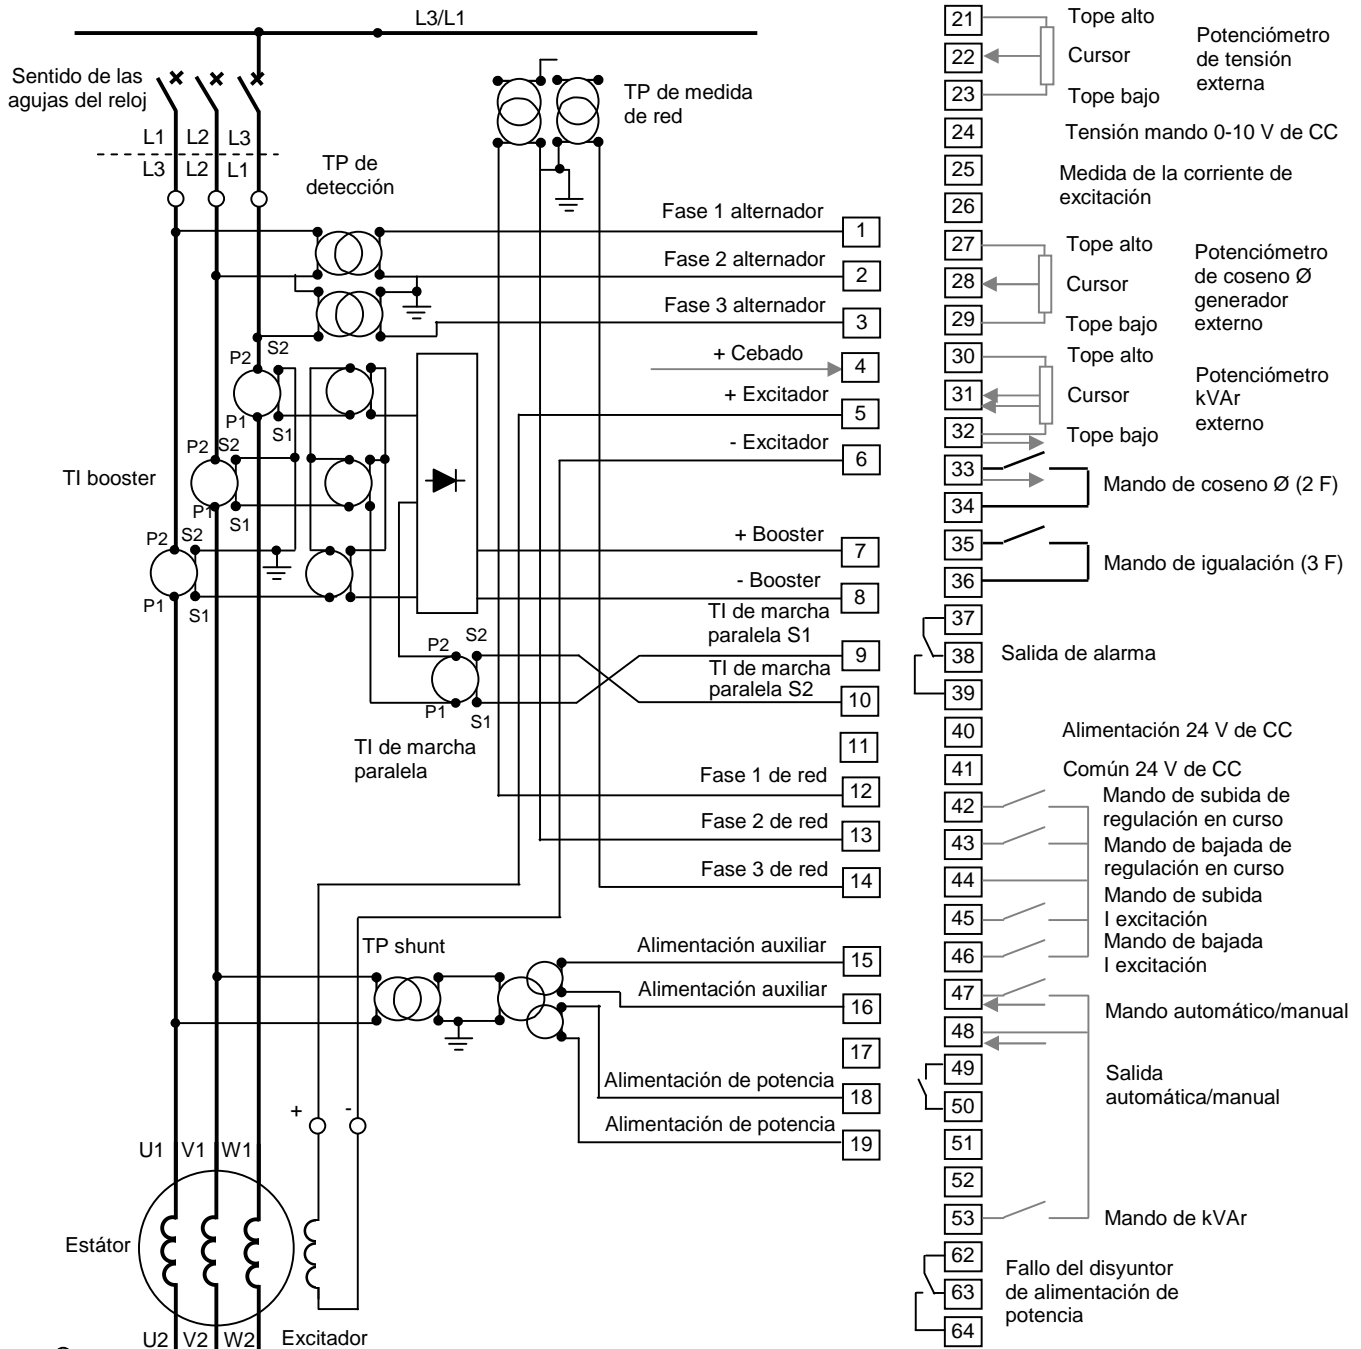 L3/L1
Sentido de las
agujas del reloj
L1 L2 L3
L3 L2 L1
TP de
detección
TP de medida
de red
Fase 1 alternador
1
Fase 2 alternador
2
Fase 3 alternador
3
+ Cebado
4
+ Excitador
5
- Excitador
6
P2 S2
P1 S1
P2 S2
P1 S1
P2 S2
P1 S1
TI booster
+ Booster
7
- Booster
8
TI de marcha
paralela S1
9
TI de marcha
paralela S2
10
P2 S2
P1 S1
TI de marcha
paralela
11
Fase 1 de red
12
Fase 2 de red
13
Fase 3 de red
14
TP shunt
Alimentación auxiliar
15
Alimentación auxiliar
16
17
Alimentación de potencia
18
Alimentación de potencia
19
+ -
U1 V1 W1
Estátor
U2 V2 W2
Excitador
21
Tope alto
22
Cursor
23
Tope bajo
Potenciómetro
de tensión
externa
24
Tensión mando 0-10 V de CC
25
26
Medida de la corriente de
excitación
27
Tope alto
28
Cursor
29
Tope bajo
Potenciómetro
de coseno Ø
generador
externo
30
Tope alto
31
Cursor
32
Tope bajo
Potenciómetro
kVAr
externo
33
34
Mando de coseno Ø (2 F)
35
36
Mando de igualación (3 F)
37
38
39
Salida de alarma
40
Alimentación 24 V de CC
41
Común 24 V de CC
42
Mando de subida de
regulación en curso
43
Mando de bajada de
regulación en curso
44
45
Mando de subida
I excitación
46
Mando de bajada
I excitación
47
48
Mando automático/manual
49
50
Salida
automática/manual
51
52
53
Mando de kVAr
62
63
64
Fallo del disyuntor
de alimentación de
potencia